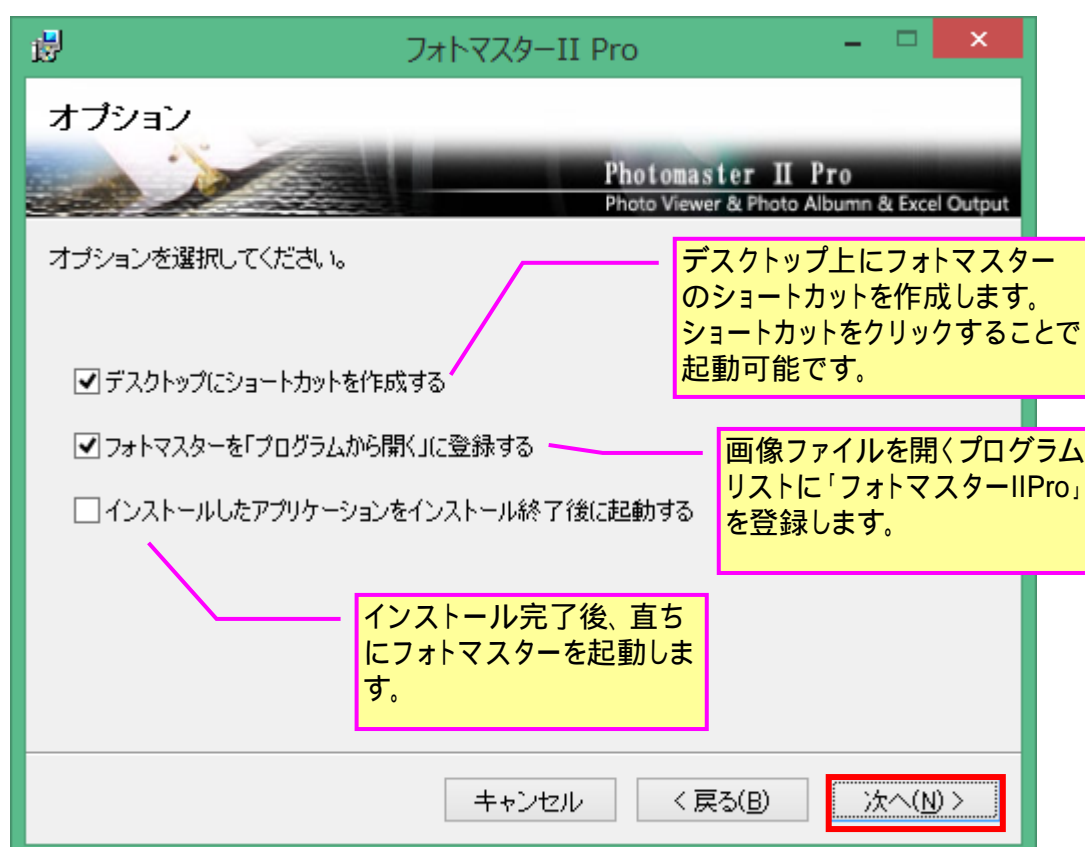 フォトマスターII Pro
オプション
Photomaster II Pro
Photo Viewer & Photo Albumn & Excel Output
オプションを選択してください。
デスクトップ上にフォトマスター
のショートカットを作成します。
ショートカットをクリックすることで
起動可能です。
デスクトップにショートカットを作成する
フォトマスターを「プログラムから開く」に登録する
画像ファイルを開くプログラム
リストに「フォトマスターIIPro」
を登録します。
インストールしたアプリケーションをインストール終了後に起動する
インストール完了後、直ち
にフォトマスターを起動しま
す。
キャンセル
< 戻る(B)
次へ(N) >